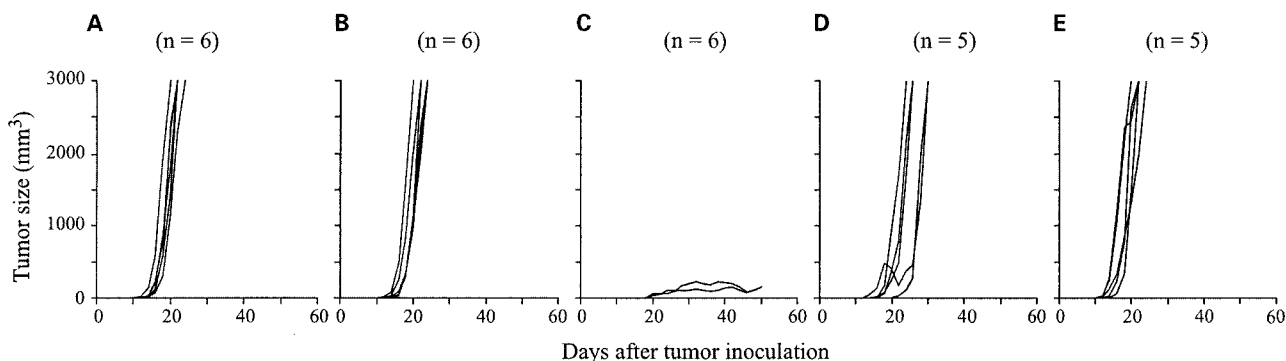 A B C D E
(n = 6) (n = 6) (n = 6) (n = 5) (n = 5)
Tumor size (mm³)
3000
2000
1000
0
0 20 40 60 0 20 40 60 0 20 40 60 0 20 40 60 0 20 40 60
Days after tumor inoculation